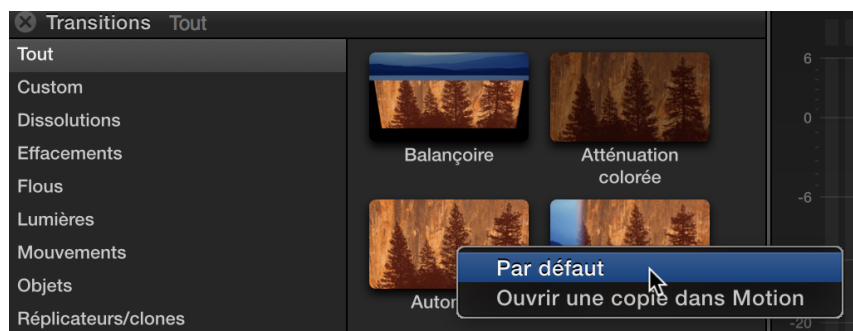 Transitions Tout
Tout
Custom
Dissolutions
Effacements
Flous
Lumières
Mouvements
Objets
Réplicateurs/clones
Balançoire
Atténuation
colorée
Par défaut
Ouvrir une copie dans Motion
6
0
-6
-20